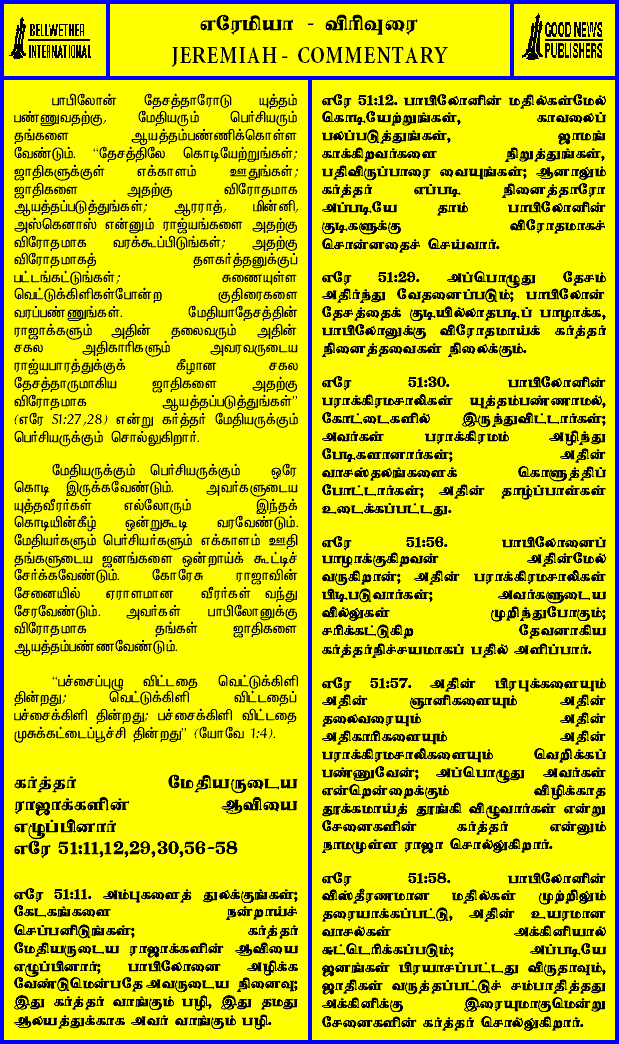 BELLWETHER
INTERNATIONAL
எரேமியா - விரிவுரை
JEREMIAH - COMMENTARY
GOOD NEWS
PUBLISHERS
பாபிலோன் தேசத்தாரோடு யுத்தம்
பண்ணுவதற்கு, மேதியரும் பெர்சியரும்
தங்களை ஆயத்தம்பண்ணிக்கொள்ள
வேண்டும். “தேசத்திலே கொடியேற்றுங்கள்;
ஜாதிகளுக்குள் எக்காளம் ஊதுங்கள்;
ஜாதிகளை அதற்கு விரோதமாக
ஆயத்தப்படுத்துங்கள்; ஆரராத், மின்னி,
அஸ்கெனாஸ் என்னும் ராஜ்யங்களை அதற்கு
விரோதமாக வரக்கூப்பிடுங்கள்; அதற்கு
விரோதமாகத் தளகர்த்தனுக்குப்
பட்டங்கட்டுங்கள்; சுணையுள்ள
வெட்டுக்கிளிகள்போன்ற குதிரைகளை
வரப்பண்ணுங்கள். மேதியாதேசத்தின்
ராஜாக்களும் அதின் தலைவரும் அதின்
சகல அதிகாரிகளும் அவரவருடைய
ராஜ்யபாரத்துக்குக் கீழான சகல
தேசத்தாருமாகிய ஜாதிகளை அதற்கு
விரோதமாக ஆயத்தப்படுத்துங்கள்”
(எரே 51:27,28) என்று கர்த்தர் மேதியருக்கும்
பெர்சியருக்கும் சொல்லுகிறார்.
மேதியருக்கும் பெர்சியருக்கும் ஒரே
கொடி இருக்கவேண்டும். அவர்களுடைய
யுத்தவீரர்கள் எல்லோரும் இந்தக்
கொடியின்கீழ் ஒன்றுகூடி வரவேண்டும்.
மேதியர்களும் பெர்சியர்களும் எக்காளம் ஊதி
தங்களுடைய ஜனங்களை ஒன்றாய்க் கூட்டிச்
சேர்க்கவேண்டும். கோரேசு ராஜாவின்
சேனையில் ஏராளமான வீரர்கள் வந்து
சேரவேண்டும். அவர்கள் பாபிலோனுக்கு
விரோதமாக தங்கள் ஜாதிகளை
ஆயத்தம்பண்ணவேண்டும்.
“பச்சைப்புழு விட்டதை வெட்டுக்கிளி
தின்றது; வெட்டுக்கிளி விட்டதைப்
பச்சைக்கிளி தின்றது; பச்சைக்கிளி விட்டதை
முசுக்கட்டைப்பூச்சி தின்றது” (யோவே 1:4).
கர்த்தர் மேதியருடைய
ராஜாக்களின் ஆவியை
எழுப்பினார்
எரே 51:11,12,29,30,56-58
எரே 51:11. அம்புகளைத் துலக்குங்கள்;
கேடகங்களை நன்றாய்ச்
செப்பனிடுங்கள்; கர்த்தர்
மேதியருடைய ராஜாக்களின் ஆவியை
எழுப்பினார்; பாபிலோனை அழிக்க
வேண்டுமென்பதே அவருடைய நினைவு;
இது கர்த்தர் வாங்கும் பழி, இது தமது
ஆலயத்துக்காக அவர் வாங்கும் பழி.
எரே 51:12. பாபிலோனின் மதில்கள்மேல்
கொடியேற்றுங்கள், காவலைப்
பலப்படுத்துங்கள், ஜாமங்
காக்கிறவர்களை நிறுத்துங்கள்,
பதிவிருப்பாரை வையுங்கள்; ஆனாலும்
கர்த்தர் எப்படி நினைத்தாரோ
அப்படியே தாம் பாபிலோனின்
குடிகளுக்கு விரோதமாகச்
சொன்னதைச் செய்வார்.
எரே 51:29. அப்பொழுது தேசம்
அதிர்ந்து வேதனைப்படும்; பாபிலோன்
தேசத்தைக் குடியில்லாதபடிப் பாழாக்க,
பாபிலோனுக்கு விரோதமாய்க் கர்த்தர்
நினைத்தவைகள் நிலைக்கும்.
எரே 51:30. பாபிலோனின்
பராக்கிரமசாலிகள் யுத்தம்பண்ணாமல்,
கோட்டைகளில் இருந்துவிட்டார்கள்;
அவர்கள் பராக்கிரமம் அழிந்து
பேடிகளானார்கள்; அதின்
வாசஸ்தலங்களைக் கொளுத்திப்
போட்டார்கள்; அதின் தாழ்ப்பாள்கள்
உடைக்கப்பட்டது.
எரே 51:56. பாபிலோனைப்
பாழாக்குகிறவன் அதின்மேல்
வருகிறான்; அதின் பராக்கிரமசாலிகள்
பிடிபடுவார்கள்; அவர்களுடைய
வில்லுகள் முறிந்துபோகும்;
சரிக்கட்டுகிற தேவனாகிய
கர்த்தர்நிச்சயமாகப் பதில் அளிப்பார்.
எரே 51:57. அதின் பிரபுக்களையும்
அதின் ஞானிகளையும் அதின்
தலைவரையும் அதின்
அதிகாரிகளையும் அதின்
பராக்கிரமசாலிகளையும் வெறிக்கப்
பண்ணுவேன்; அப்பொழுது அவர்கள்
என்றென்றைக்கும் விழிக்காத
தூக்கமாய்த் தூங்கி விழுவார்கள் என்று
சேனைகளின் கர்த்தர் என்னும்
நாமமுள்ள ராஜா சொல்லுகிறார்.
எரே 51:58. பாபிலோனின்
விஸ்தீரணமான மதில்கள் முற்றிலும்
தரையாக்கப்பட்டு, அதின் உயரமான
வாசல்கள் அக்கினியால்
சுட்டெரிக்கப்படும்; அப்படியே
ஜனங்கள் பிரயாசப்பட்டது விருதாவும்,
ஜாதிகள் வருத்தப்பட்டுச் சம்பாதித்தது
அக்கினிக்கு இரையுமாகுமென்று
சேனைகளின் கர்த்தர் சொல்லுகிறார்.